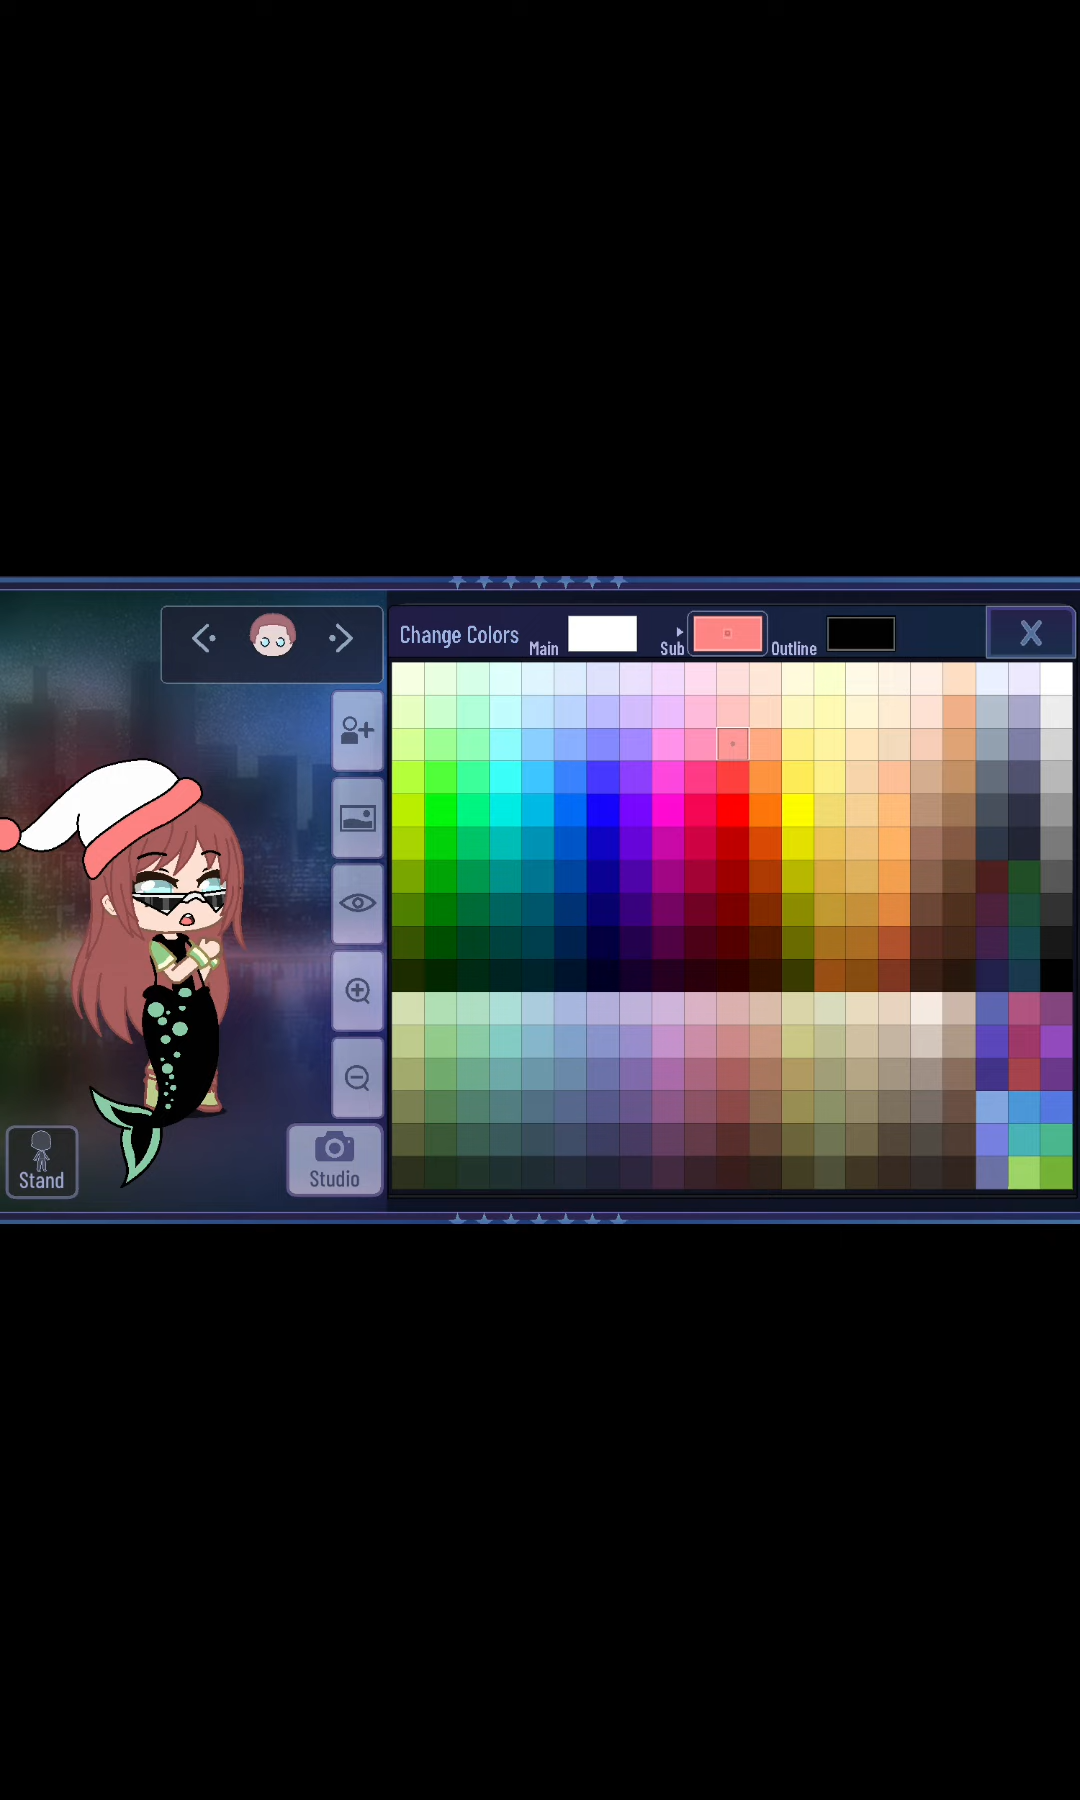 Change Colors
Main
Sub
Outline
X
Stand
Studio